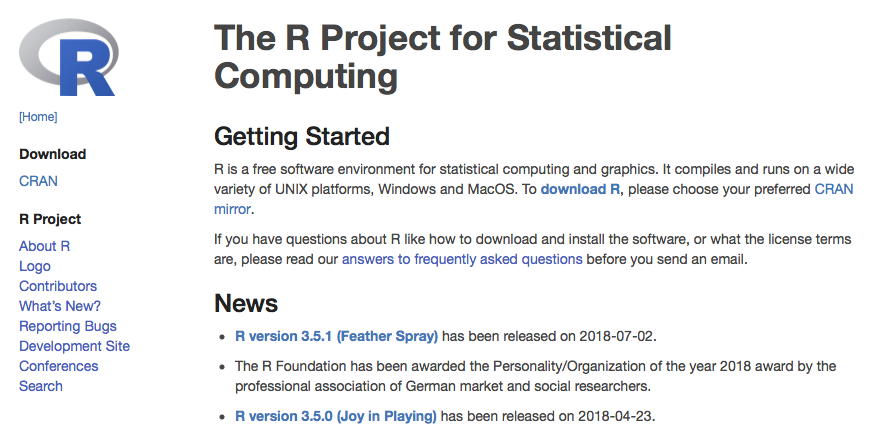 R
[Home]
Download
CRAN
R Project
About R
Logo
Contributors
What's New?
Reporting Bugs
Development Site
Conferences
Search
The R Project for Statistical
Computing
Getting Started
R is a free software environment for statistical computing and graphics. It compiles and runs on a wide
variety of UNIX platforms, Windows and MacOS. To download R, please choose your preferred CRAN
mirror.
If you have questions about R like how to download and install the software, or what the license terms
are, please read our answers to frequently asked questions before you send an email.
News
• R version 3.5.1 (Feather Spray) has been released on 2018-07-02.
• The R Foundation has been awarded the Personality/Organization of the year 2018 award by the
professional association of German market and social researchers.
• R version 3.5.0 (Joy in Playing) has been released on 2018-04-23.